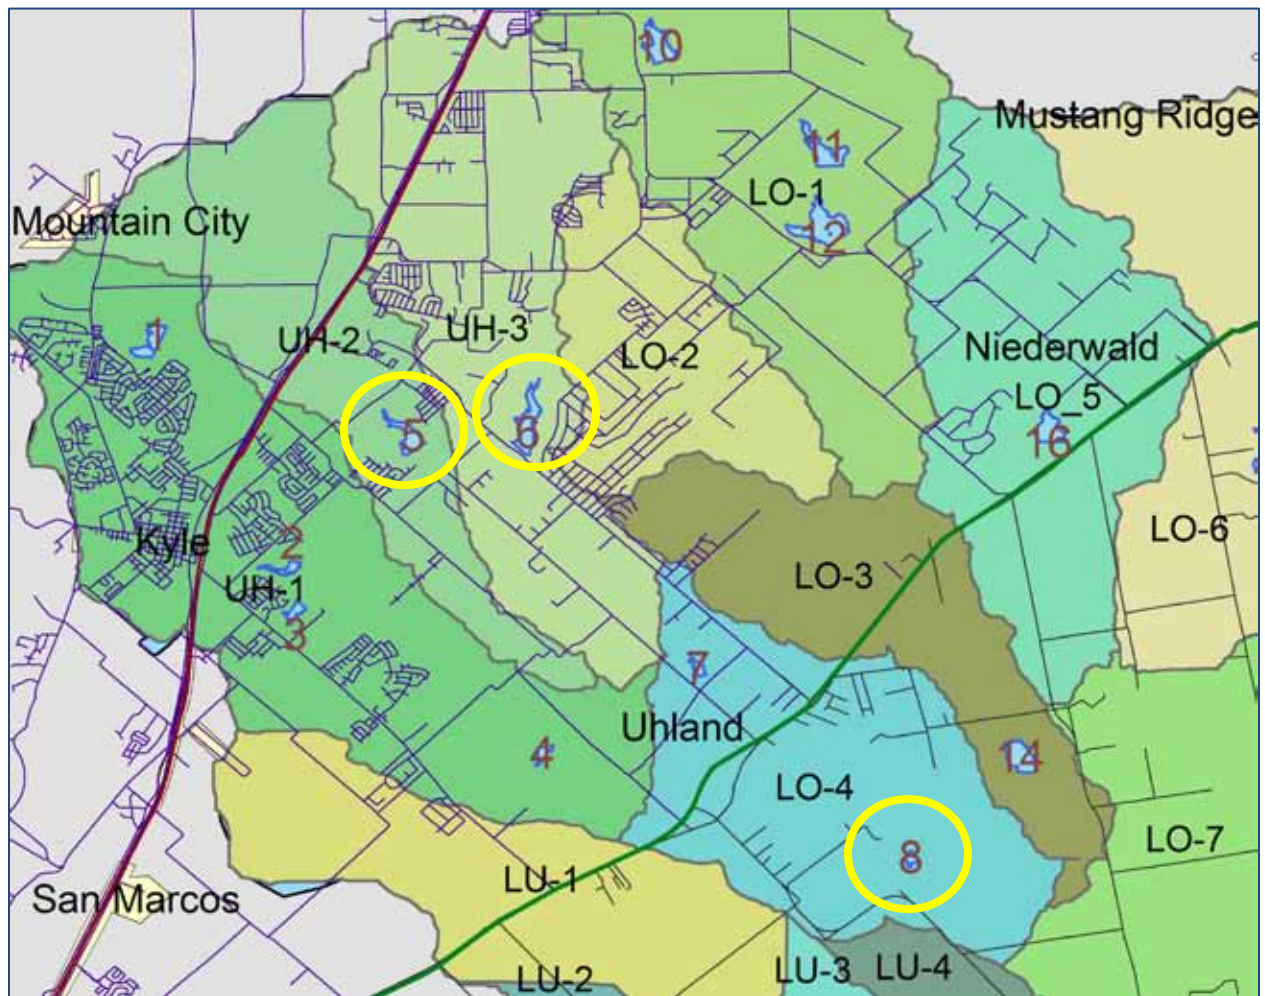 10
Mustang Ridge
11
LO-1
Mountain City
12
1
UH-2
UH-3
LO-2
Niederwald
LO_5
5
6
16
Kyle
2
LO-6
UH-1
LO-3
3
7
Uhland
4
14
LO-4
LO-7
8
LU-1
San Marcos
LU-2
LU-3
LU-4